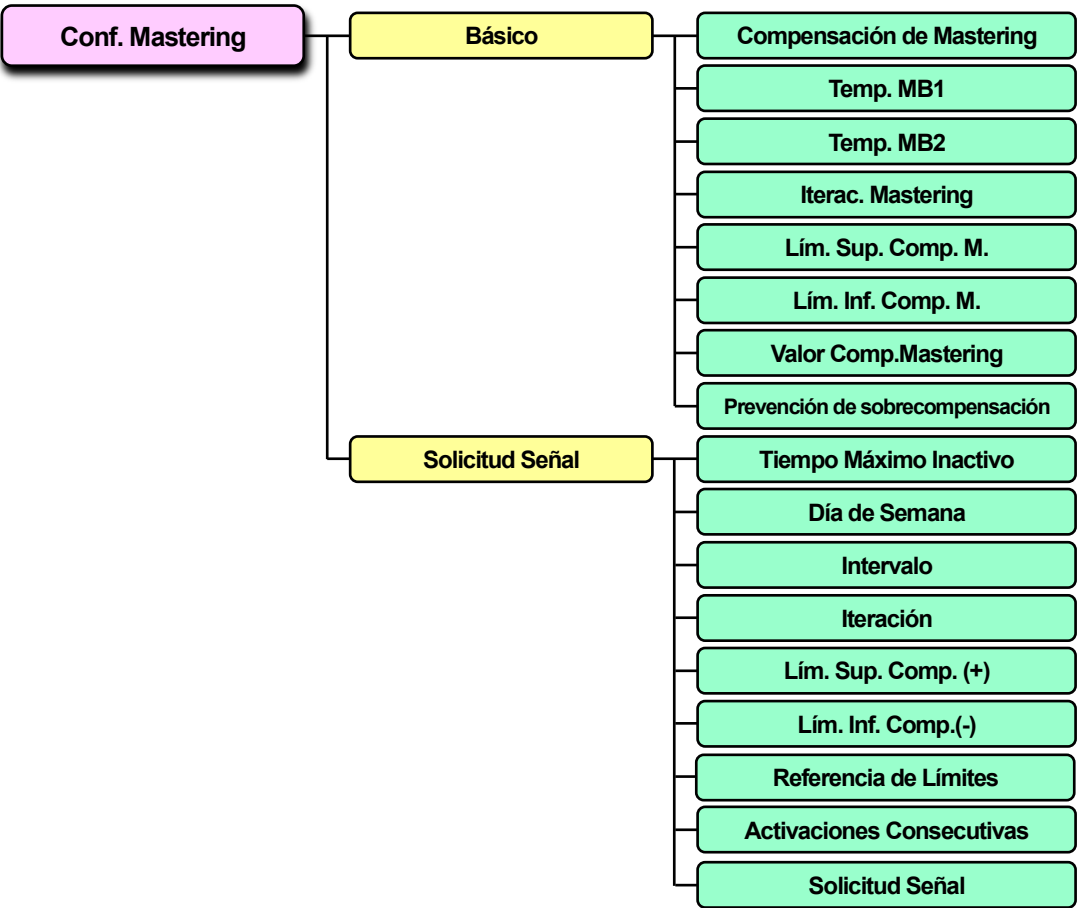 Conf. Mastering
Básico
Compensación de Mastering
Temp. MB1
Temp. MB2
Iterac. Mastering
Lím. Sup. Comp. M.
Lím. Inf. Comp. M.
Valor Comp.Mastering
Prevención de sobrecompensación
Solicitud Señal
Tiempo Máximo Inactivo
Día de Semana
Intervalo
Iteración
Lím. Sup. Comp. (+)
Lím. Inf. Comp.(-)
Referencia de Límites
Activaciones Consecutivas
Solicitud Señal